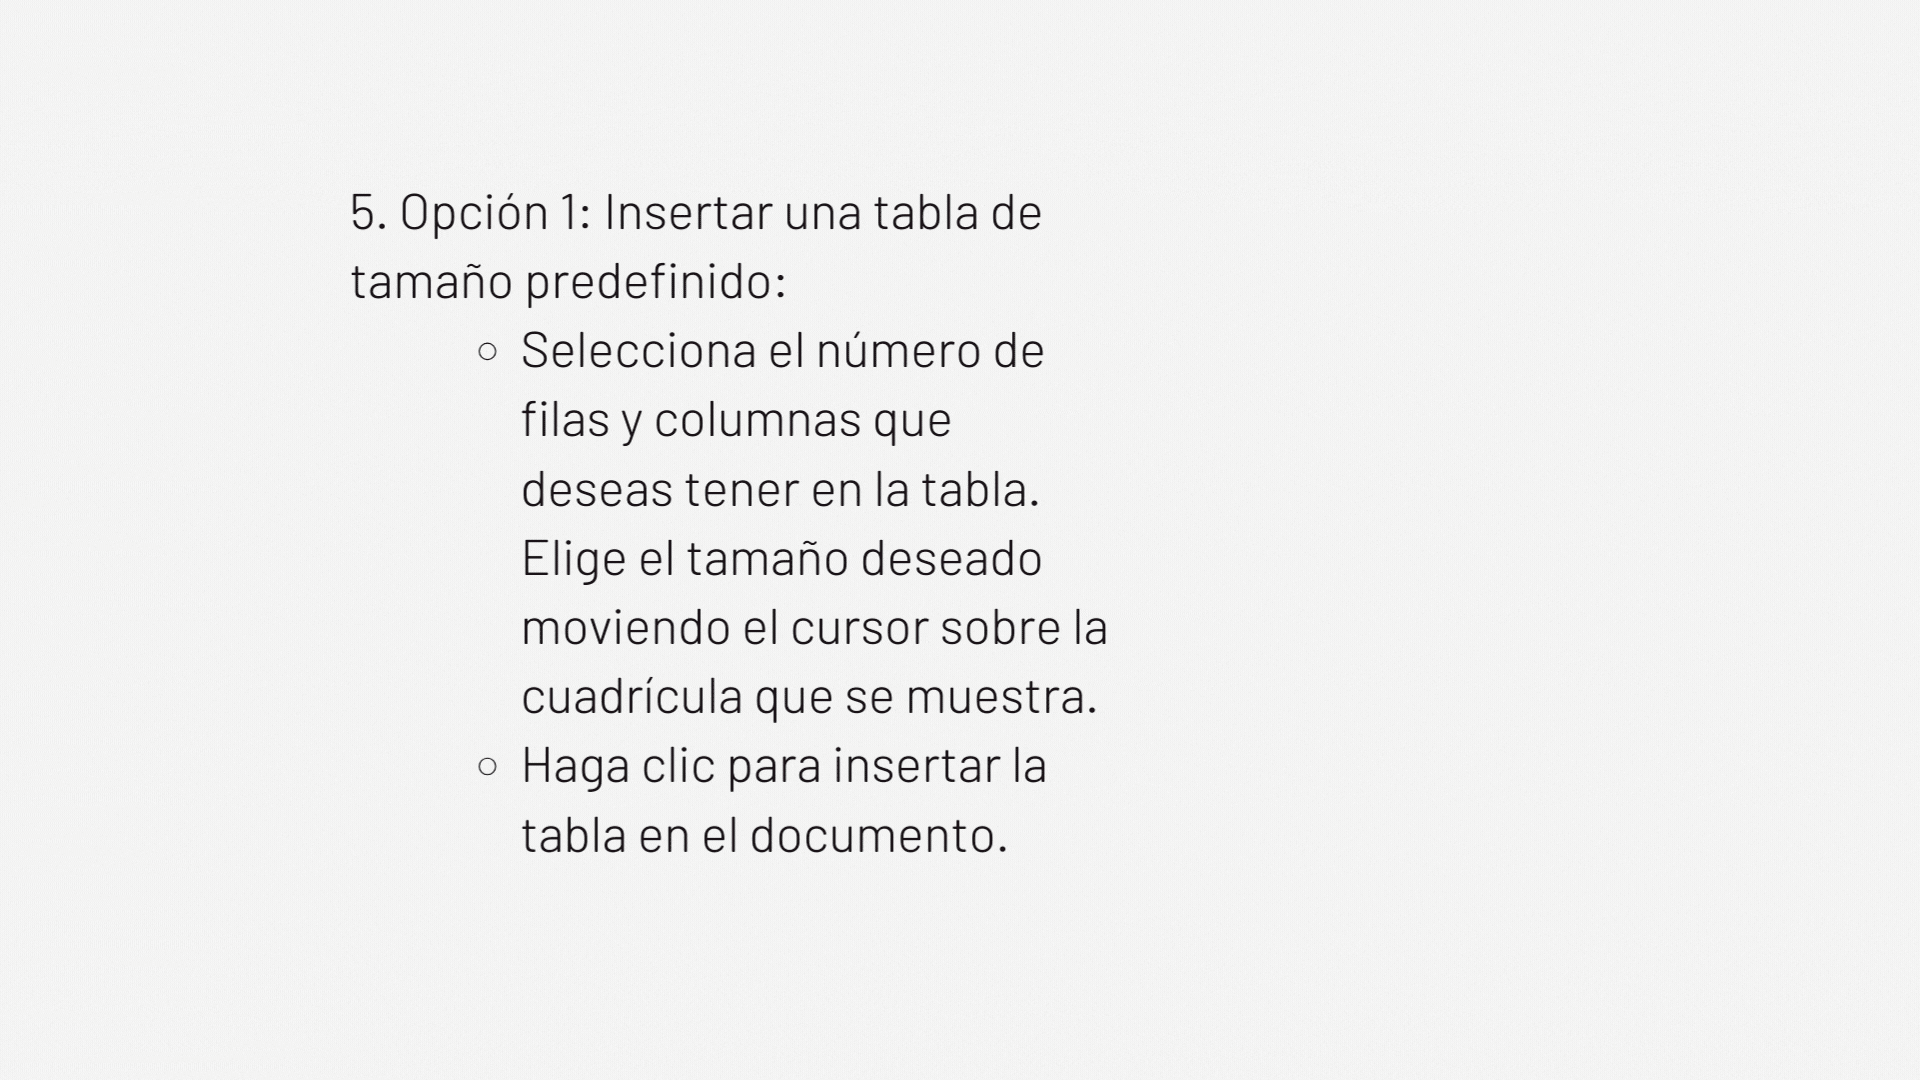 5. Opción 1: Insertar una tabla de
tamaño predefinido:
○ Selecciona el número de
filas y columnas que
deseas tener en la tabla.
Elige el tamaño deseado
moviendo el cursor sobre la
cuadrícula que se muestra.
○ Haga clic para insertar la
tabla en el documento.